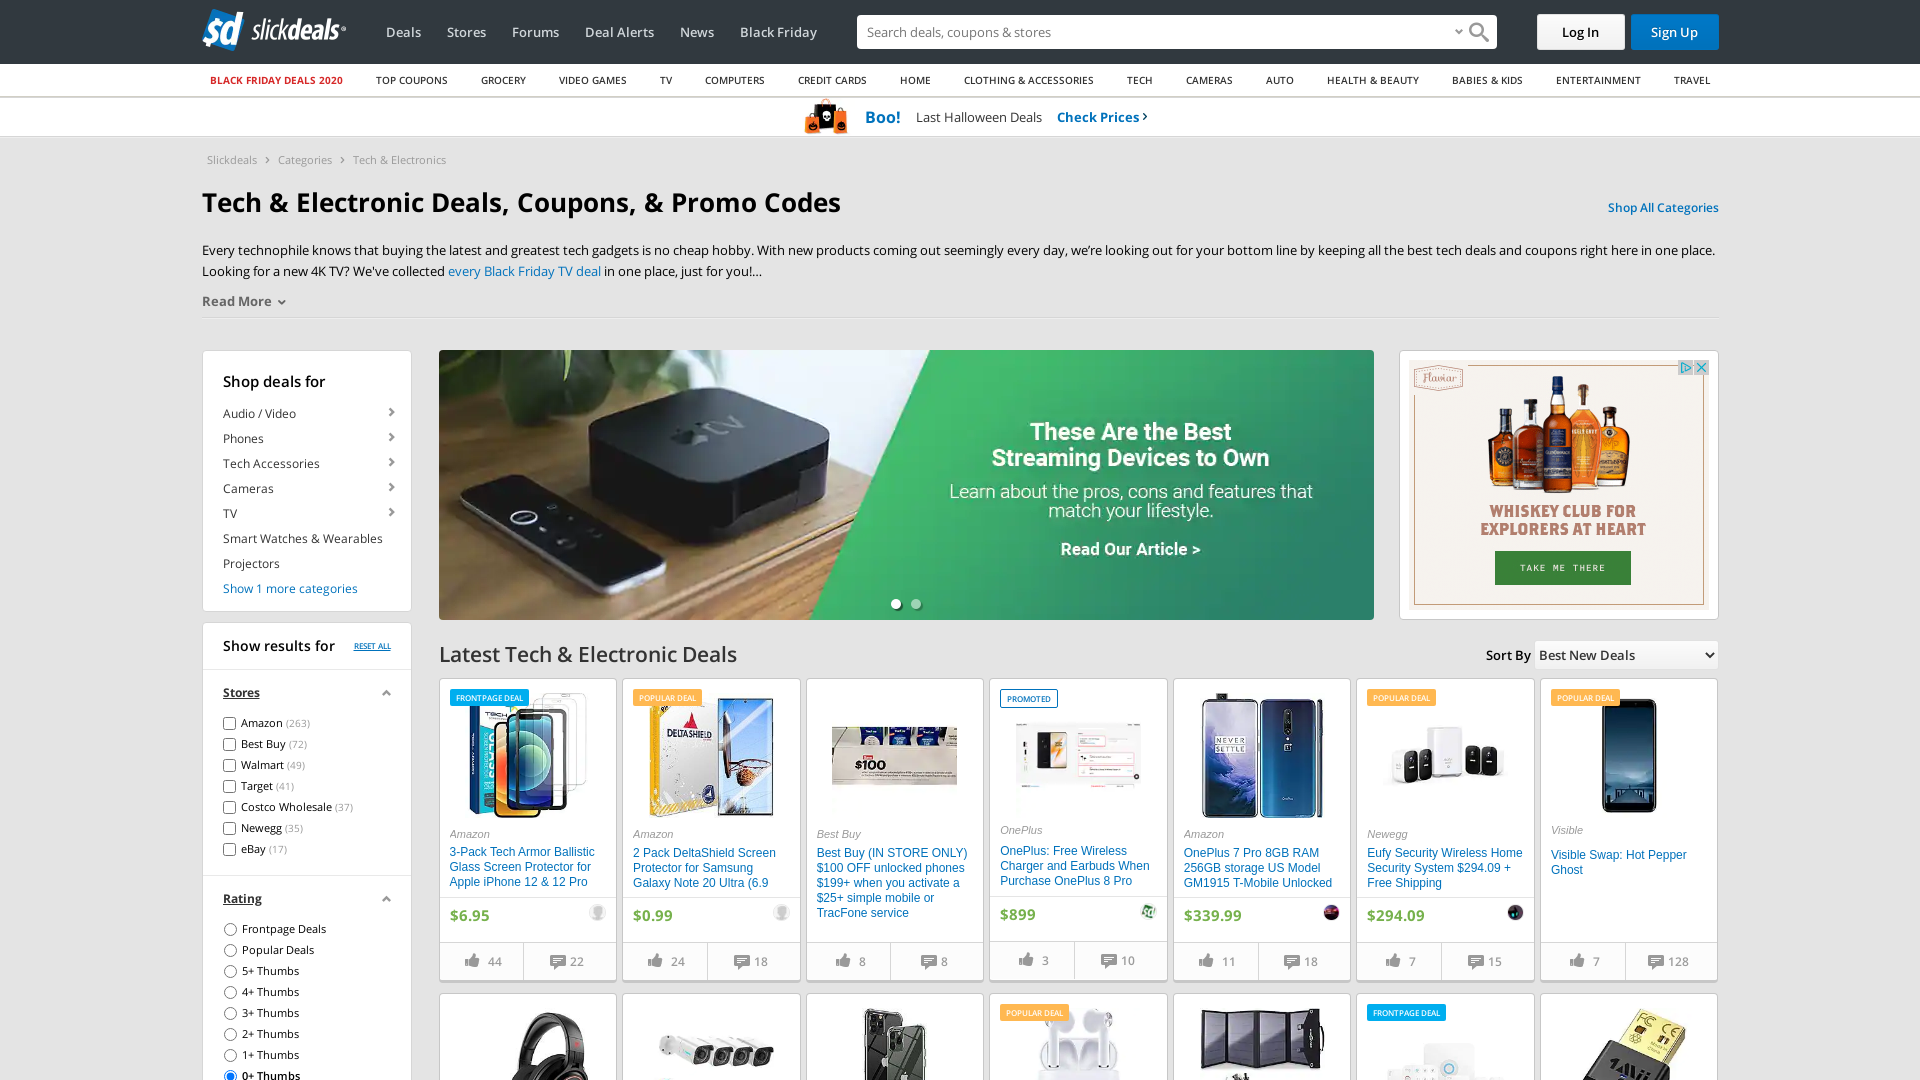 slickdeals
Deals
Stores
Forums
Deal Alerts
News
Black Friday
Search deals, coupons & stores
Log In
Sign Up
BLACK FRIDAY DEALS 2020
TOP COUPONS
GROCERY
VIDEO GAMES
TV
COMPUTERS
CREDIT CARDS
HOME
CLOTHING & ACCESSORIES
TECH
CAMERAS
AUTO
HEALTH & BEAUTY
BABIES & KIDS
ENTERTAINMENT
TRAVEL
Boo! Last Halloween Deals Check Prices
Slickdeals > Categories > Tech & Electronics
Tech & Electronic Deals, Coupons, & Promo Codes
Shop All Categories
Every technophile knows that buying the latest and greatest tech gadgets is no cheap hobby. With new products coming out seemingly every day, we’re looking out for your bottom line by keeping all the best tech deals and coupons right here in one place.
Looking for a new 4K TV? We've collected every Black Friday TV deal in one place, just for you!...
Read More
Shop deals for
Audio / Video
Phones
Tech Accessories
Cameras
TV
Smart Watches & Wearables
Projectors
Show 1 more categories
Show results for
RESET ALL
Stores
Amazon (263)
Best Buy (72)
Walmart (49)
Target (41)
Costco Wholesale (37)
Newegg (35)
eBay (17)
Rating
Frontpage Deals
Popular Deals
5+ Thumbs
4+ Thumbs
3+ Thumbs
2+ Thumbs
1+ Thumbs
0+ Thumbs
tv
These Are the Best
Streaming Devices to Own
Learn about the pros, cons and features that
match your lifestyle.
Read Our Article >
Flaviar
WHISKEY CLUB FOR
EXPLORERS AT HEART
TAKE ME THERE
Latest Tech & Electronic Deals
Sort By Best New Deals
FRONTPAGE DEAL
Amazon
3-Pack Tech Armor Ballistic
Glass Screen Protector for
Apple iPhone 12 & 12 Pro
$6.95
44
22
POPULAR DEAL
DELTASHIELD
Amazon
2 Pack DeltaShield Screen
Protector for Samsung
Galaxy Note 20 Ultra (6.9
$0.99
24
18
$100
Best Buy
Best Buy (IN STORE ONLY)
$100 OFF unlocked phones
$199+ when you activate a
$25+ simple mobile or
TracFone service
8
8
PROMOTED
OnePlus
OnePlus: Free Wireless
Charger and Earbuds When
Purchase OnePlus 8 Pro
$899
3
10
NEVER
SETTLE
Amazon
OnePlus 7 Pro 8GB RAM
256GB storage US Model
GM1915 T-Mobile Unlocked
$339.99
11
18
POPULAR DEAL
Newegg
Eufy Security Wireless Home
Security System $294.09 +
Free Shipping
$294.09
7
15
POPULAR DEAL
Visible
Visible Swap: Hot Pepper
Ghost
7
128
POPULAR DEAL
FRONTPAGE DEAL